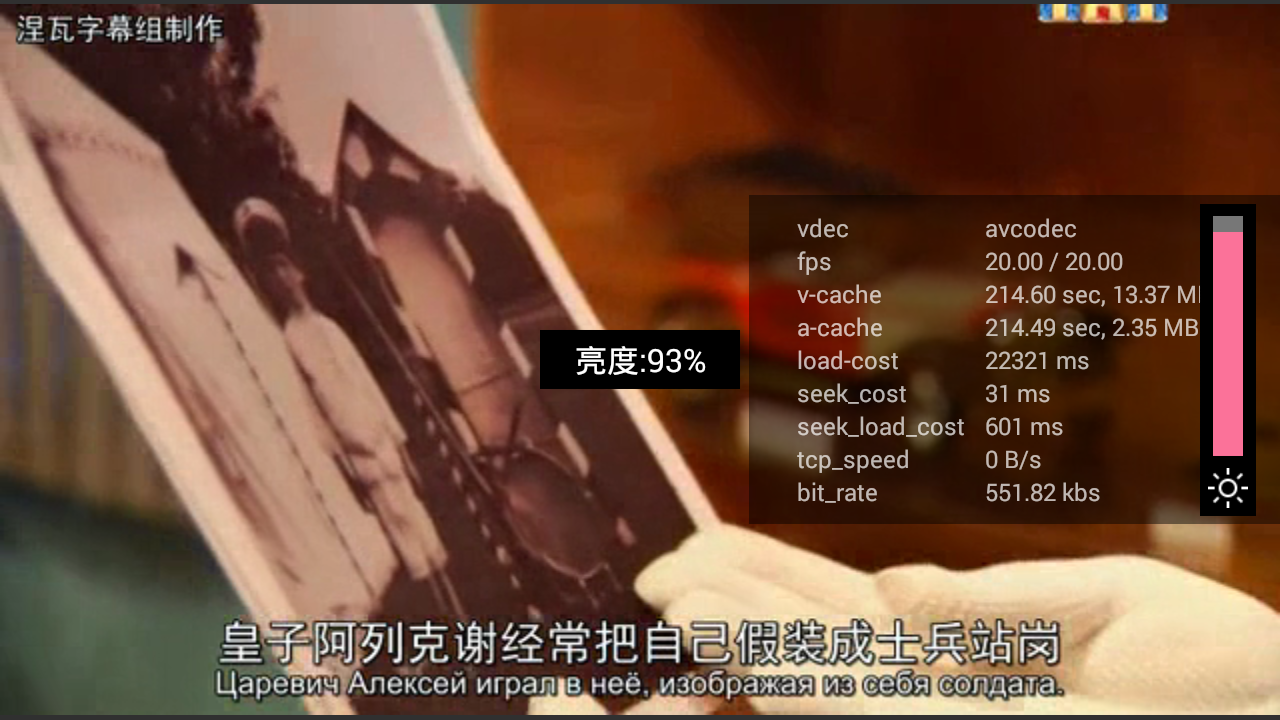 涅瓦字幕组制作
vdec avcodec
fps 20.00 / 20.00
v-cache 214.60 sec, 13.37
a-cache 214.49 sec, 2.35 MB
load-cost 22321 ms
seek_cost 31 ms
seek_load_cost 601 ms
tcp_speed 0 B/s
bit_rate 551.82 kbs
亮度:93%
皇子阿列克谢经常把自己假装成士兵站岗
Царевич Алексей играл в неё, изображая из себя солдата.